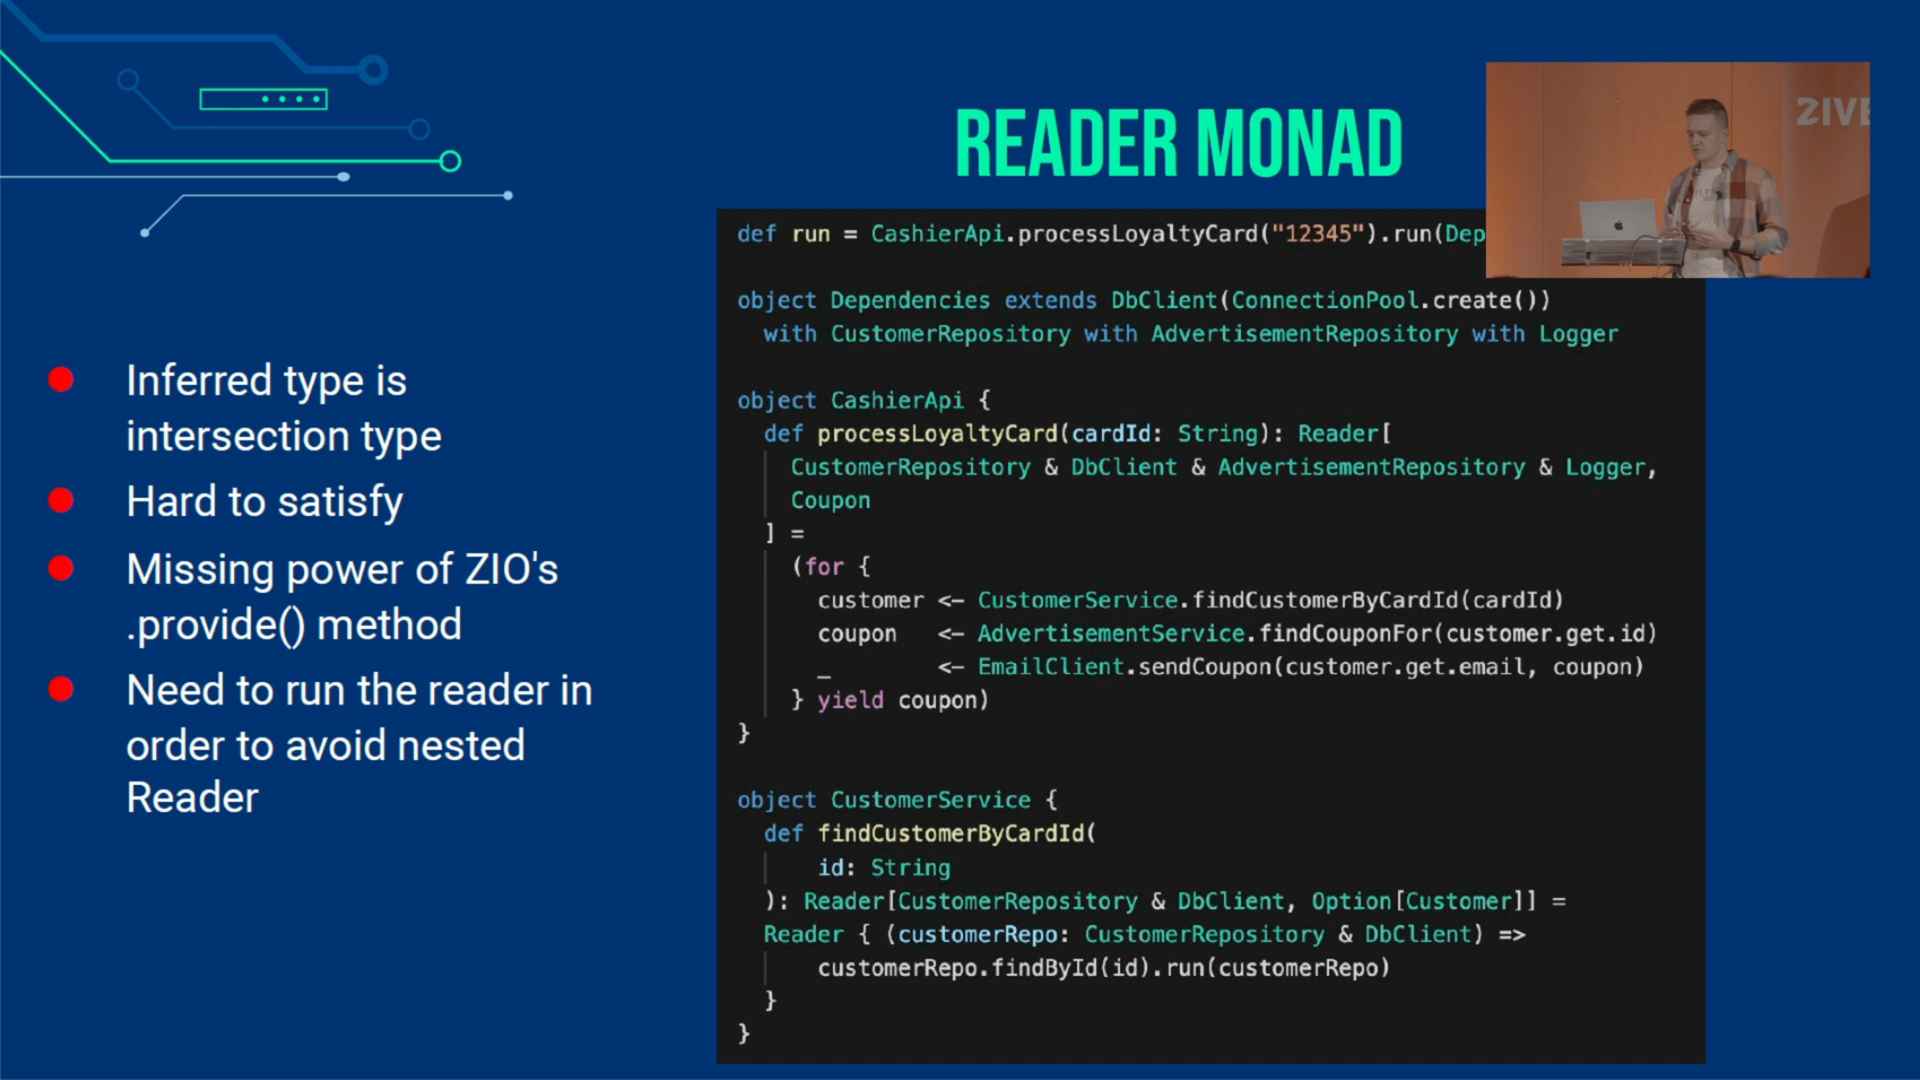 READER MONAD
ZIVE
Inferred type is
intersection type
Hard to satisfy
Missing power of ZIO's
.provide() method
Need to run the reader in
order to avoid nested
Reader
def run = CashierApi.processLoyaltyCard("12345").run(Dep
object Dependencies extends DbClient(ConnectionPool.create())
with CustomerRepository with AdvertisementRepository with Logger
object CashierApi {
def processLoyaltyCard(cardId: String): Reader[
CustomerRepository & DbClient & AdvertisementRepository & Logger,
Coupon
] =
(for {
customer <- CustomerService.findCustomerByCardId(cardId)
coupon <- AdvertisementService.findCouponFor(customer.get.id)
_ <- EmailClient.sendCoupon(customer.get.email, coupon)
} yield coupon)
}
object CustomerService {
def findCustomerByCardId(
id: String
): Reader[CustomerRepository & DbClient, Option[Customer]] =
Reader { (customerRepo: CustomerRepository & DbClient) =>
customerRepo.findById(id).run(customerRepo)
}
}